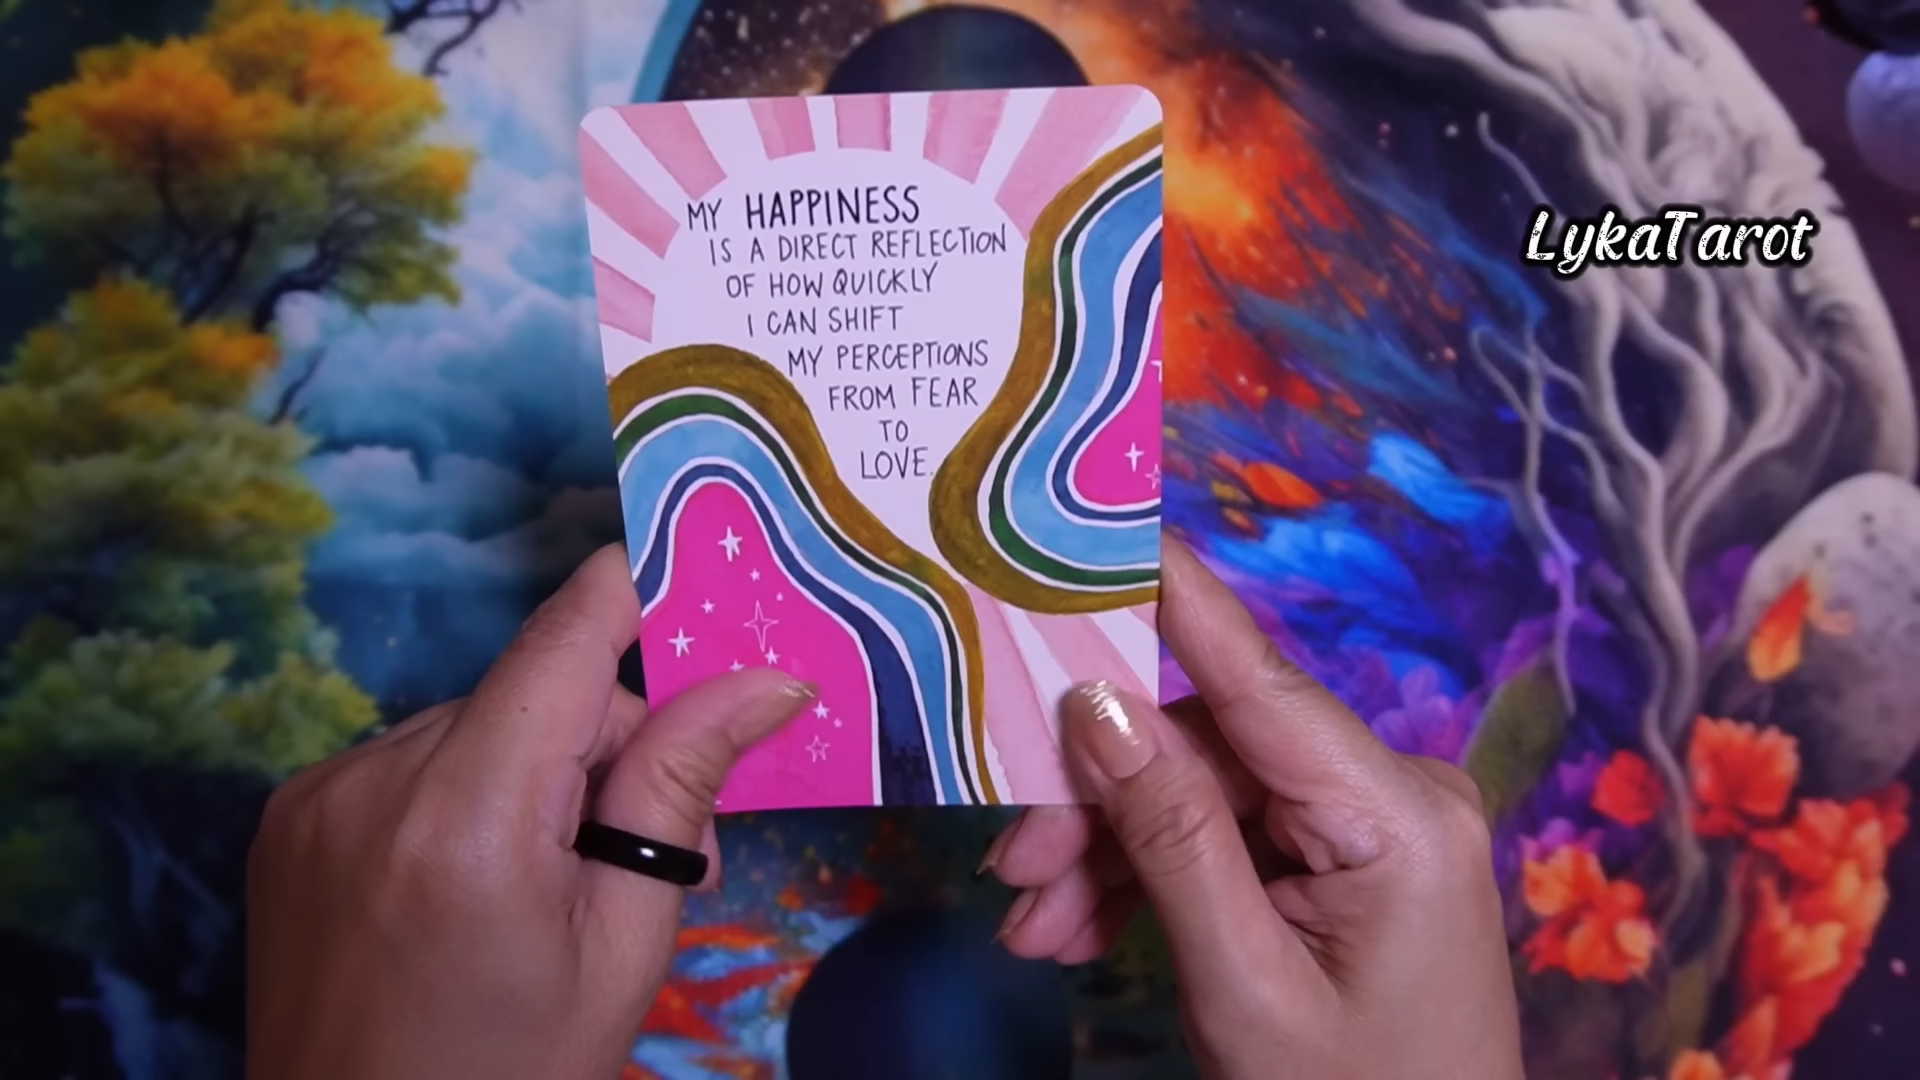 MY HAPPINESS
IS A DIRECT REFLECTION
OF HOW QUICKLY
I CAN SHIFT
MY PERCEPTIONS
FROM FEAR
TO
LOVE.
LykaTarot